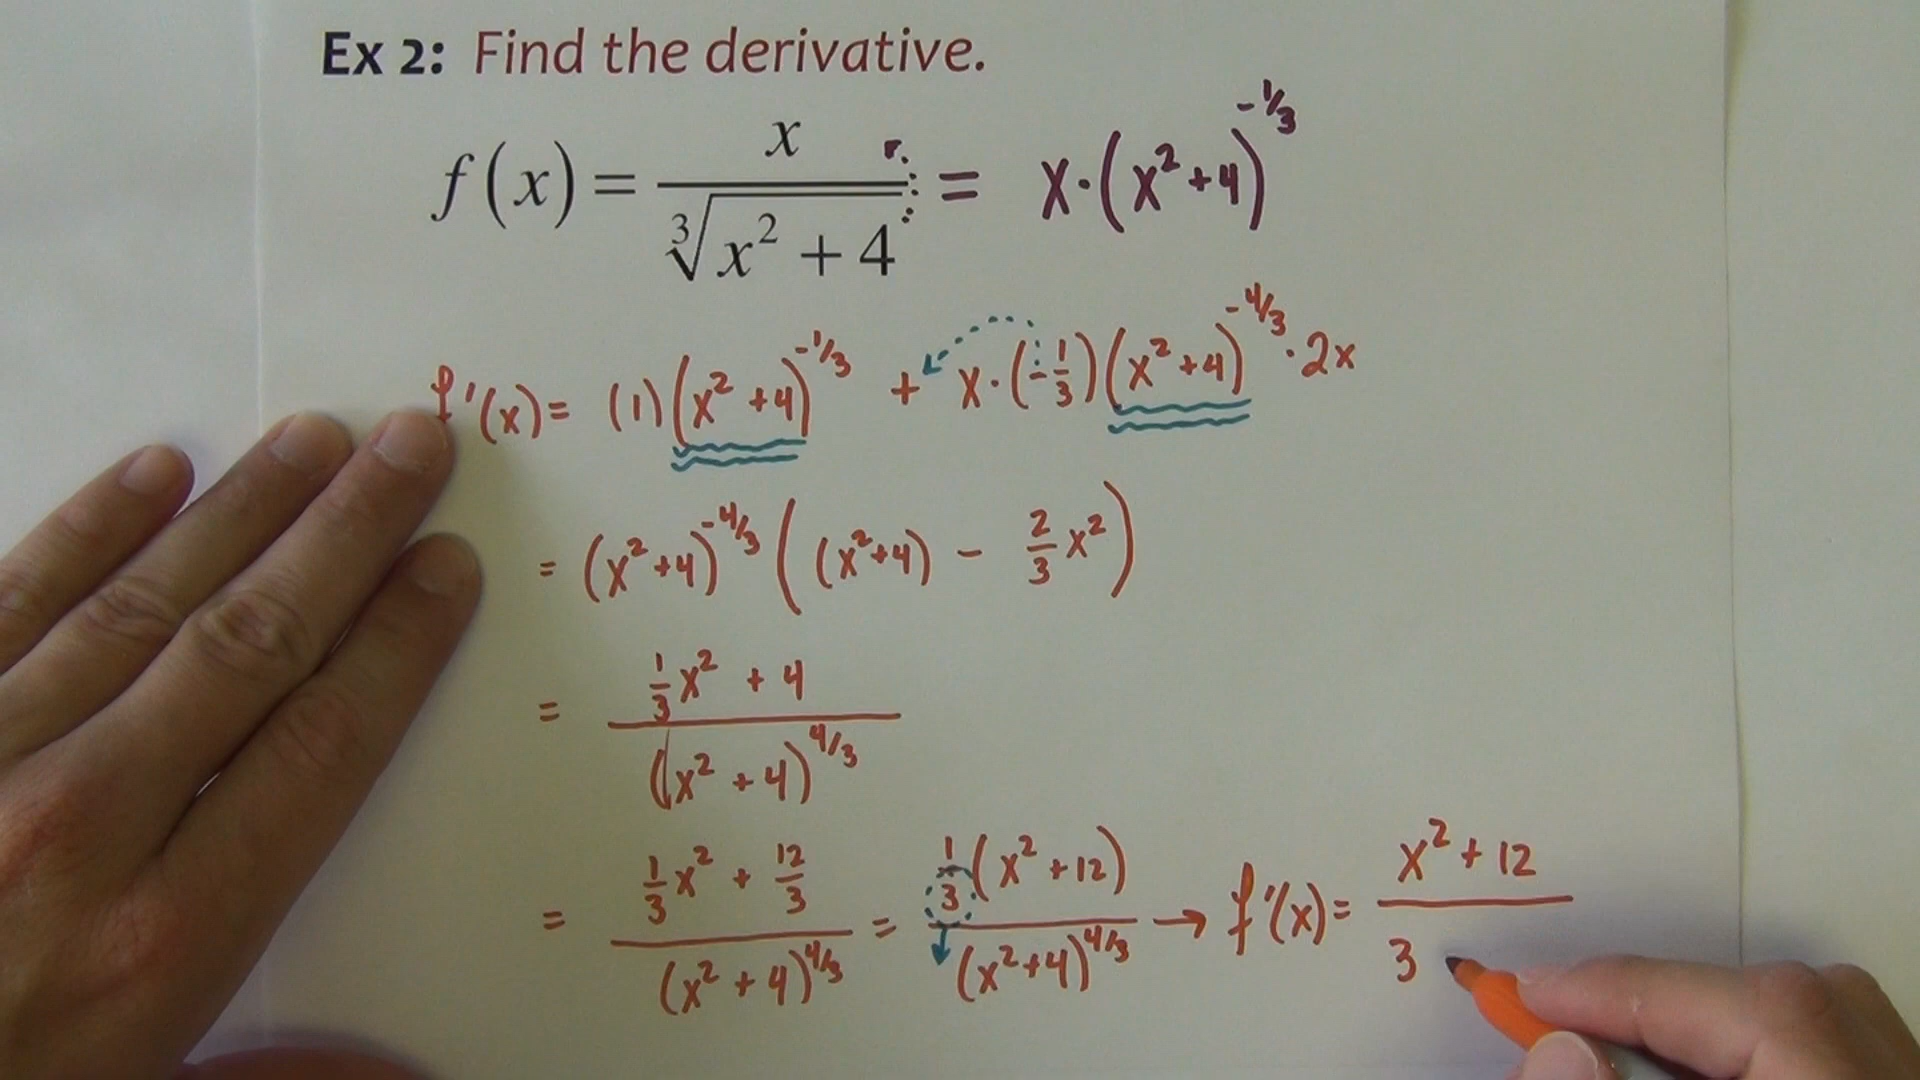 Ex 2: Find the derivative.
f(x) = x / ∛(x² + 4) = x·(x²+4)^(-1/3)
f'(x) = (1)(x²+4)^(-1/3) + x·(-1/3)(x²+4)^(-4/3)·2x
= (x²+4)^(-4/3) ((x²+4) - 2/3 x²)
= (1/3 x² + 4) / (x² + 4)^(4/3)
= (1/3 x² + 12/3) / (x² + 4)^(4/3) = 1/3 (x² + 12) / (x²+4)^(4/3) → f'(x) = (x² + 12) / 3